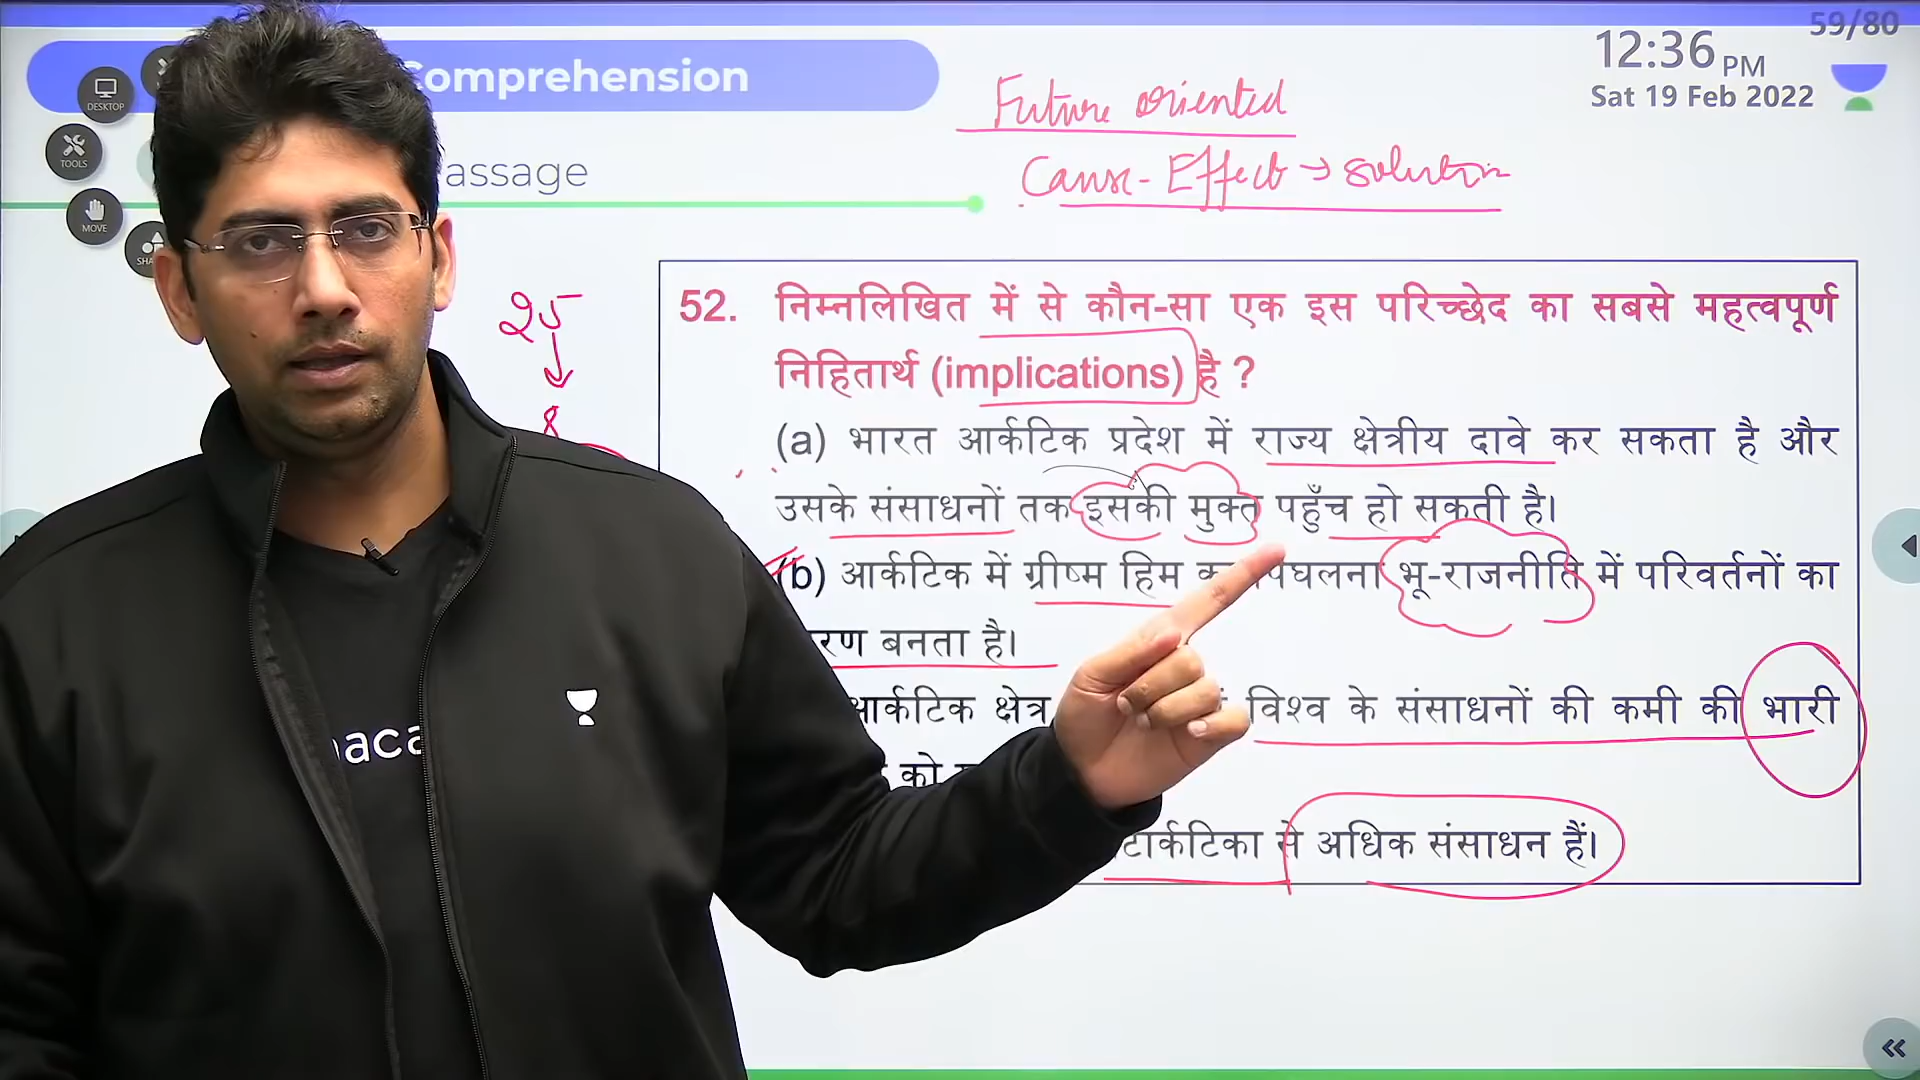 59/80
12:36 PM
Sat 19 Feb 2022
Comprehension
DESKTOP
TOOLS
MOVE
assage
Future oriented
Cause-Effect → solution
25
8
52. निम्नलिखित में से कौन-सा एक इस परिच्छेद का सबसे महत्वपूर्ण
निहितार्थ (implications) है ?
(a) भारत आर्कटिक प्रदेश में राज्य क्षेत्रीय दावे कर सकता है और
उसके संसाधनों तक इसकी मुक्त पहुँच हो सकती है।
(b) आर्कटिक में ग्रीष्म हिम पिघलना भू-राजनीति में परिवर्तनों का
रण बनता है।
आर्कटिक क्षेत्र, विश्व के संसाधनों की कमी की भारी
को
टार्कटिका से अधिक संसाधन हैं।
naca